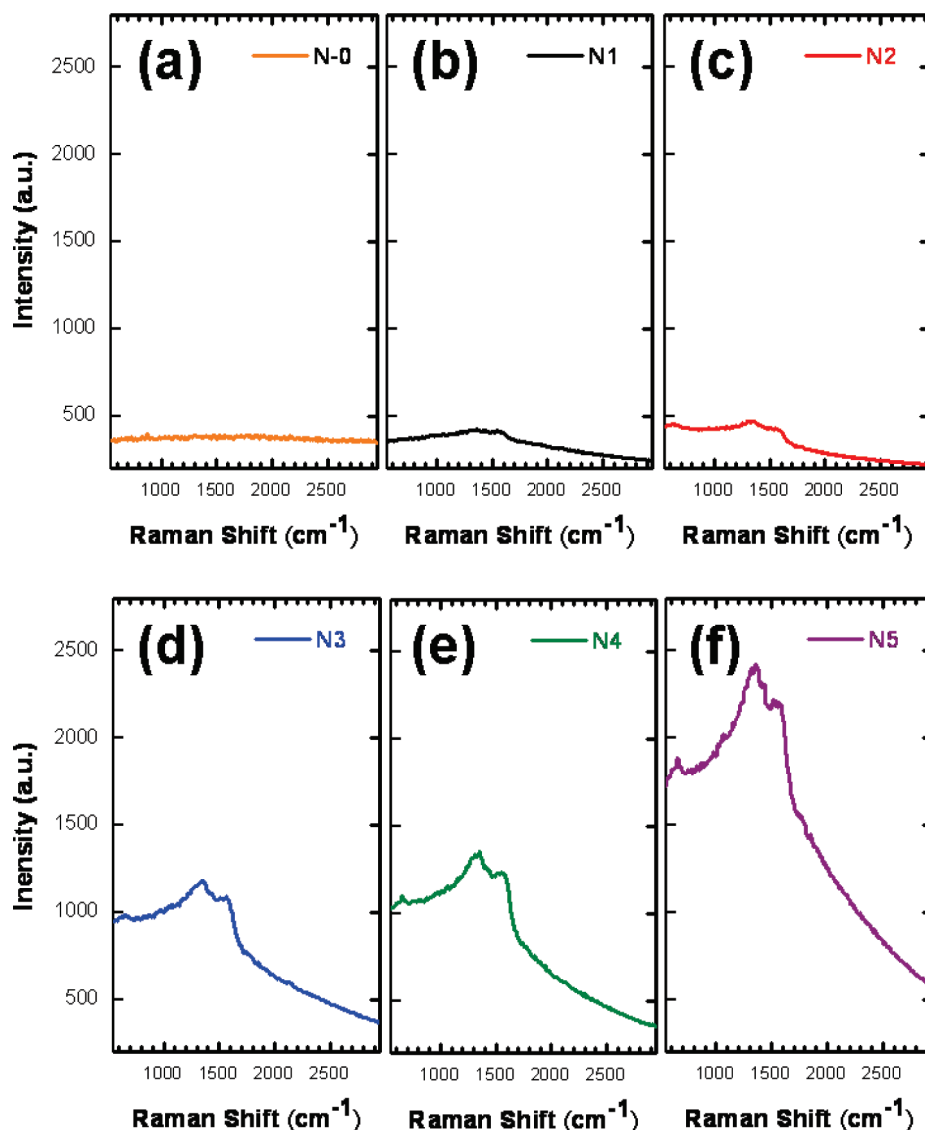 (a) N-0 (b) N1 (c) N2
2500
2000
1500
1000
500
Intensity (a.u.)
1000 1500 2000 2500 1000 1500 2000 2500 1000 1500 2000 2500
Raman Shift (cm⁻¹) Raman Shift (cm⁻¹) Raman Shift (cm⁻¹)
(d) N3 (e) N4 (f) N5
2500
2000
1500
1000
500
Inensity (a.u.)
1000 1500 2000 2500 1000 1500 2000 2500 1000 1500 2000 2500
Raman Shift (cm⁻¹) Raman Shift (cm⁻¹) Raman Shift (cm⁻¹)